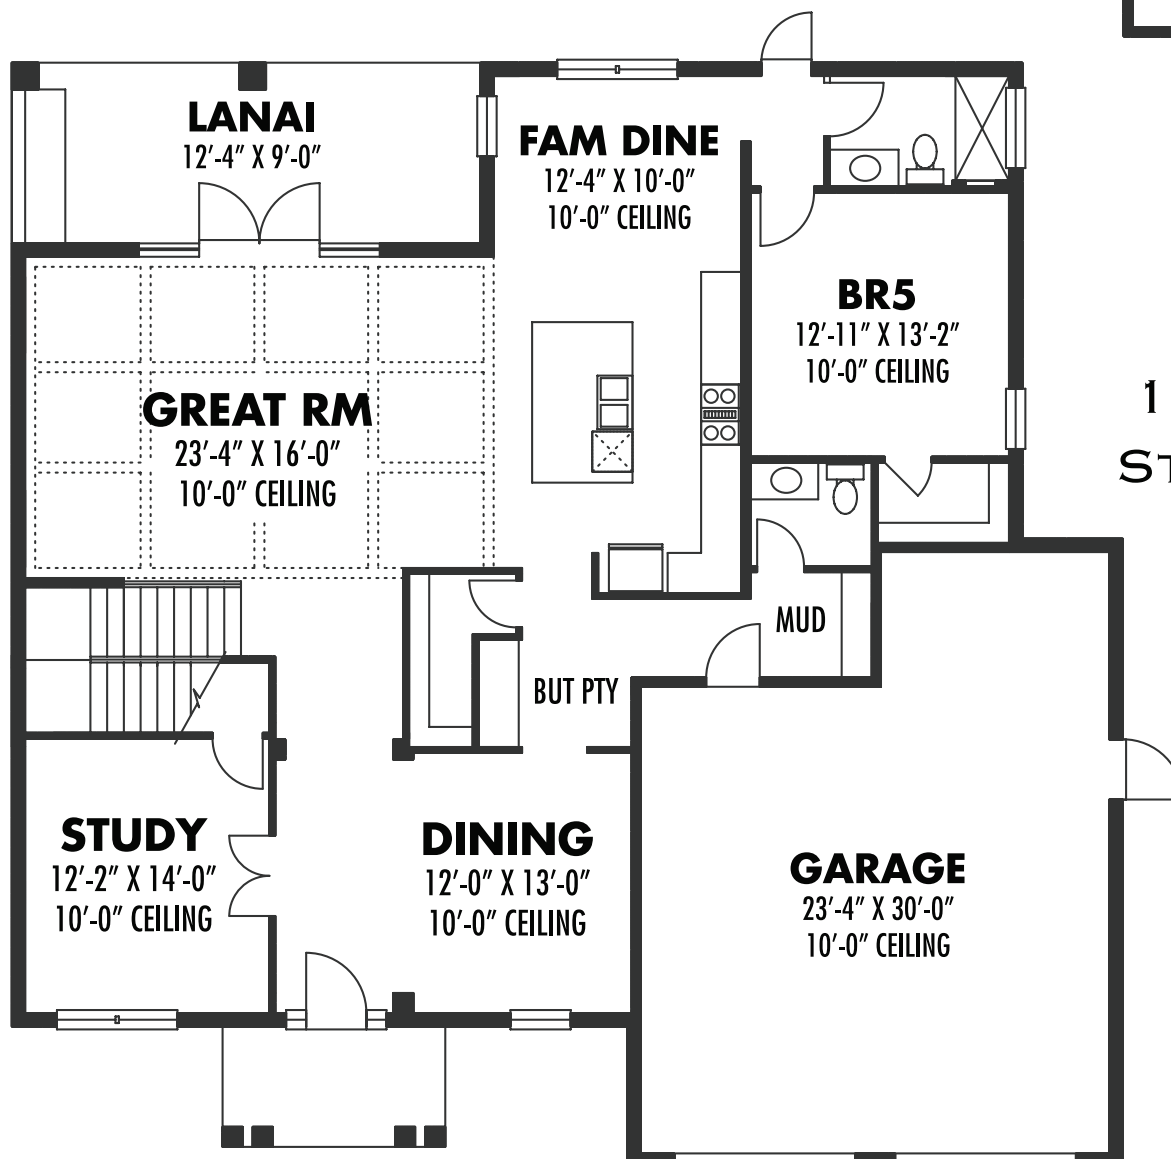 LANAI
12'-4" X 9'-0"
FAM DINE
12'-4" X 10'-0"
10'-0" CEILING
BR5
12'-11" X 13'-2"
10'-0" CEILING
GREAT RM
23'-4" X 16'-0"
10'-0" CEILING
1
ST
MUD
BUT PTY
STUDY
12'-2" X 14'-0"
10'-0" CEILING
DINING
12'-0" X 13'-0"
10'-0" CEILING
GARAGE
23'-4" X 30'-0"
10'-0" CEILING